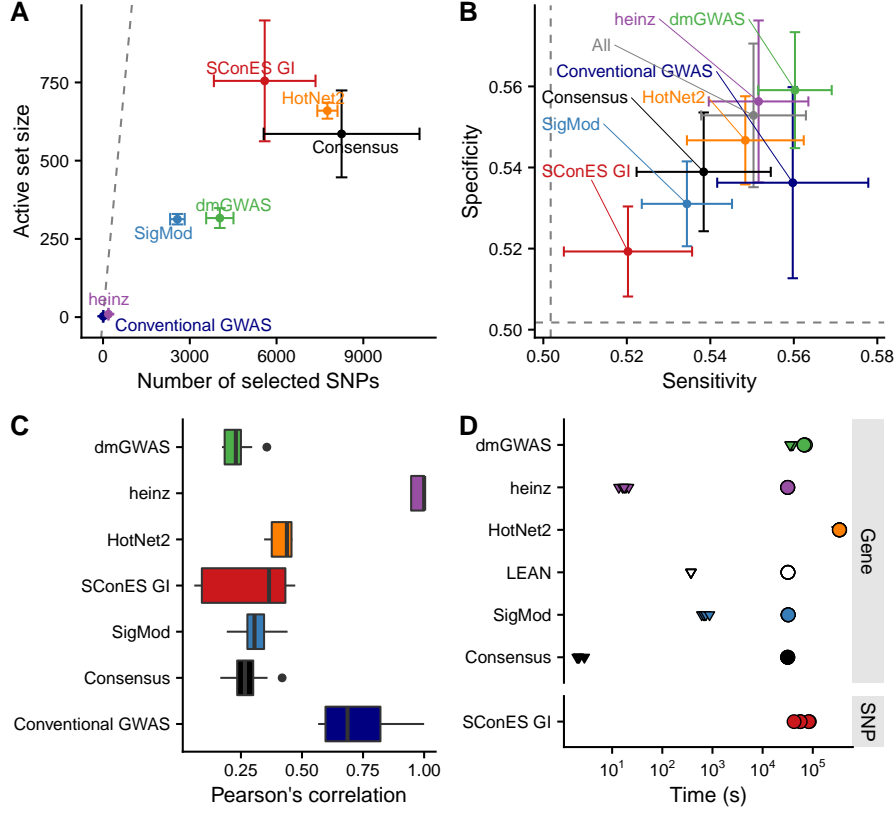 A
Active set size
750
500
250
0
SConES GI
HotNet2
Consensus
dmGWAS
SigMod
heinz
Conventional GWAS
0
3000
6000
9000
Number of selected SNPs
B
Specificity
0.56
0.54
0.52
0.50
heinz
dmGWAS
All
Conventional GWAS
Consensus
HotNet2
SigMod
SConES GI
0.50
0.52
0.54
0.56
0.58
Sensitivity
C
dmGWAS
heinz
HotNet2
SConES GI
SigMod
Consensus
Conventional GWAS
0.25
0.50
0.75
1.00
Pearson's correlation
D
dmGWAS
heinz
HotNet2
LEAN
SigMod
Consensus
SConES GI
Gene
SNP
10¹
10²
10³
10⁴
10⁵
Time (s)